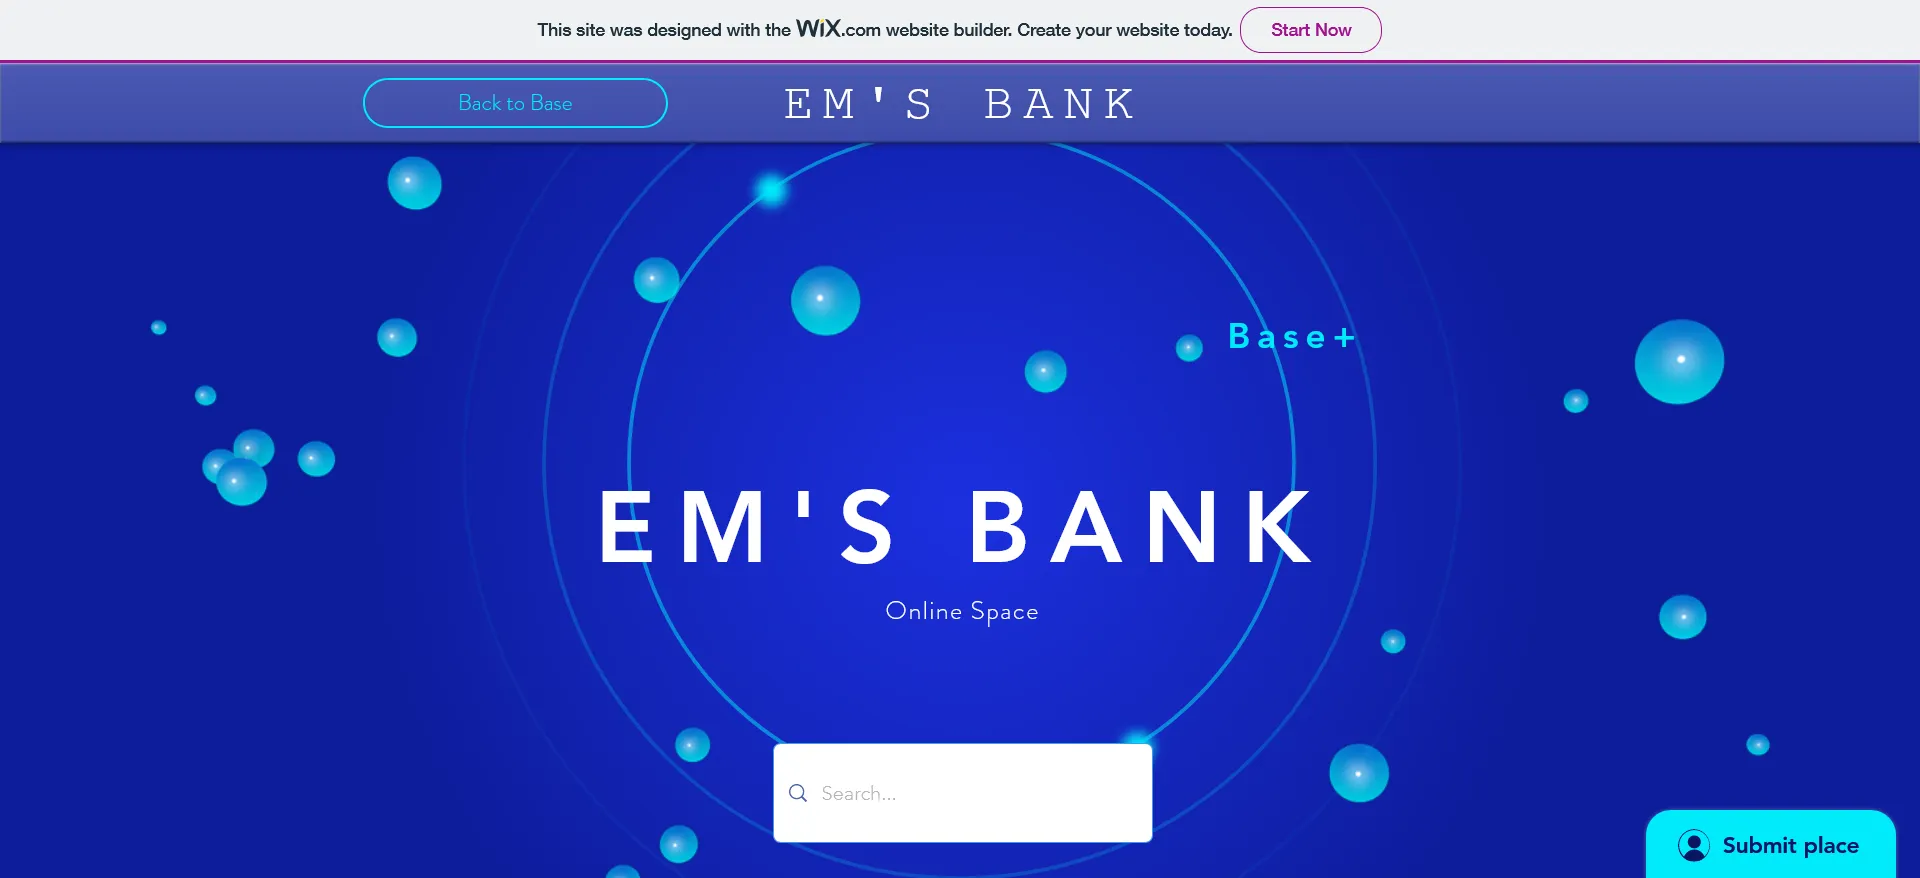 This site was designed with the WiX.com website builder. Create your website today. Start Now
Back to Base
EM'S BANK
Base+
EM'S BANK
Online Space
Search...
Submit place